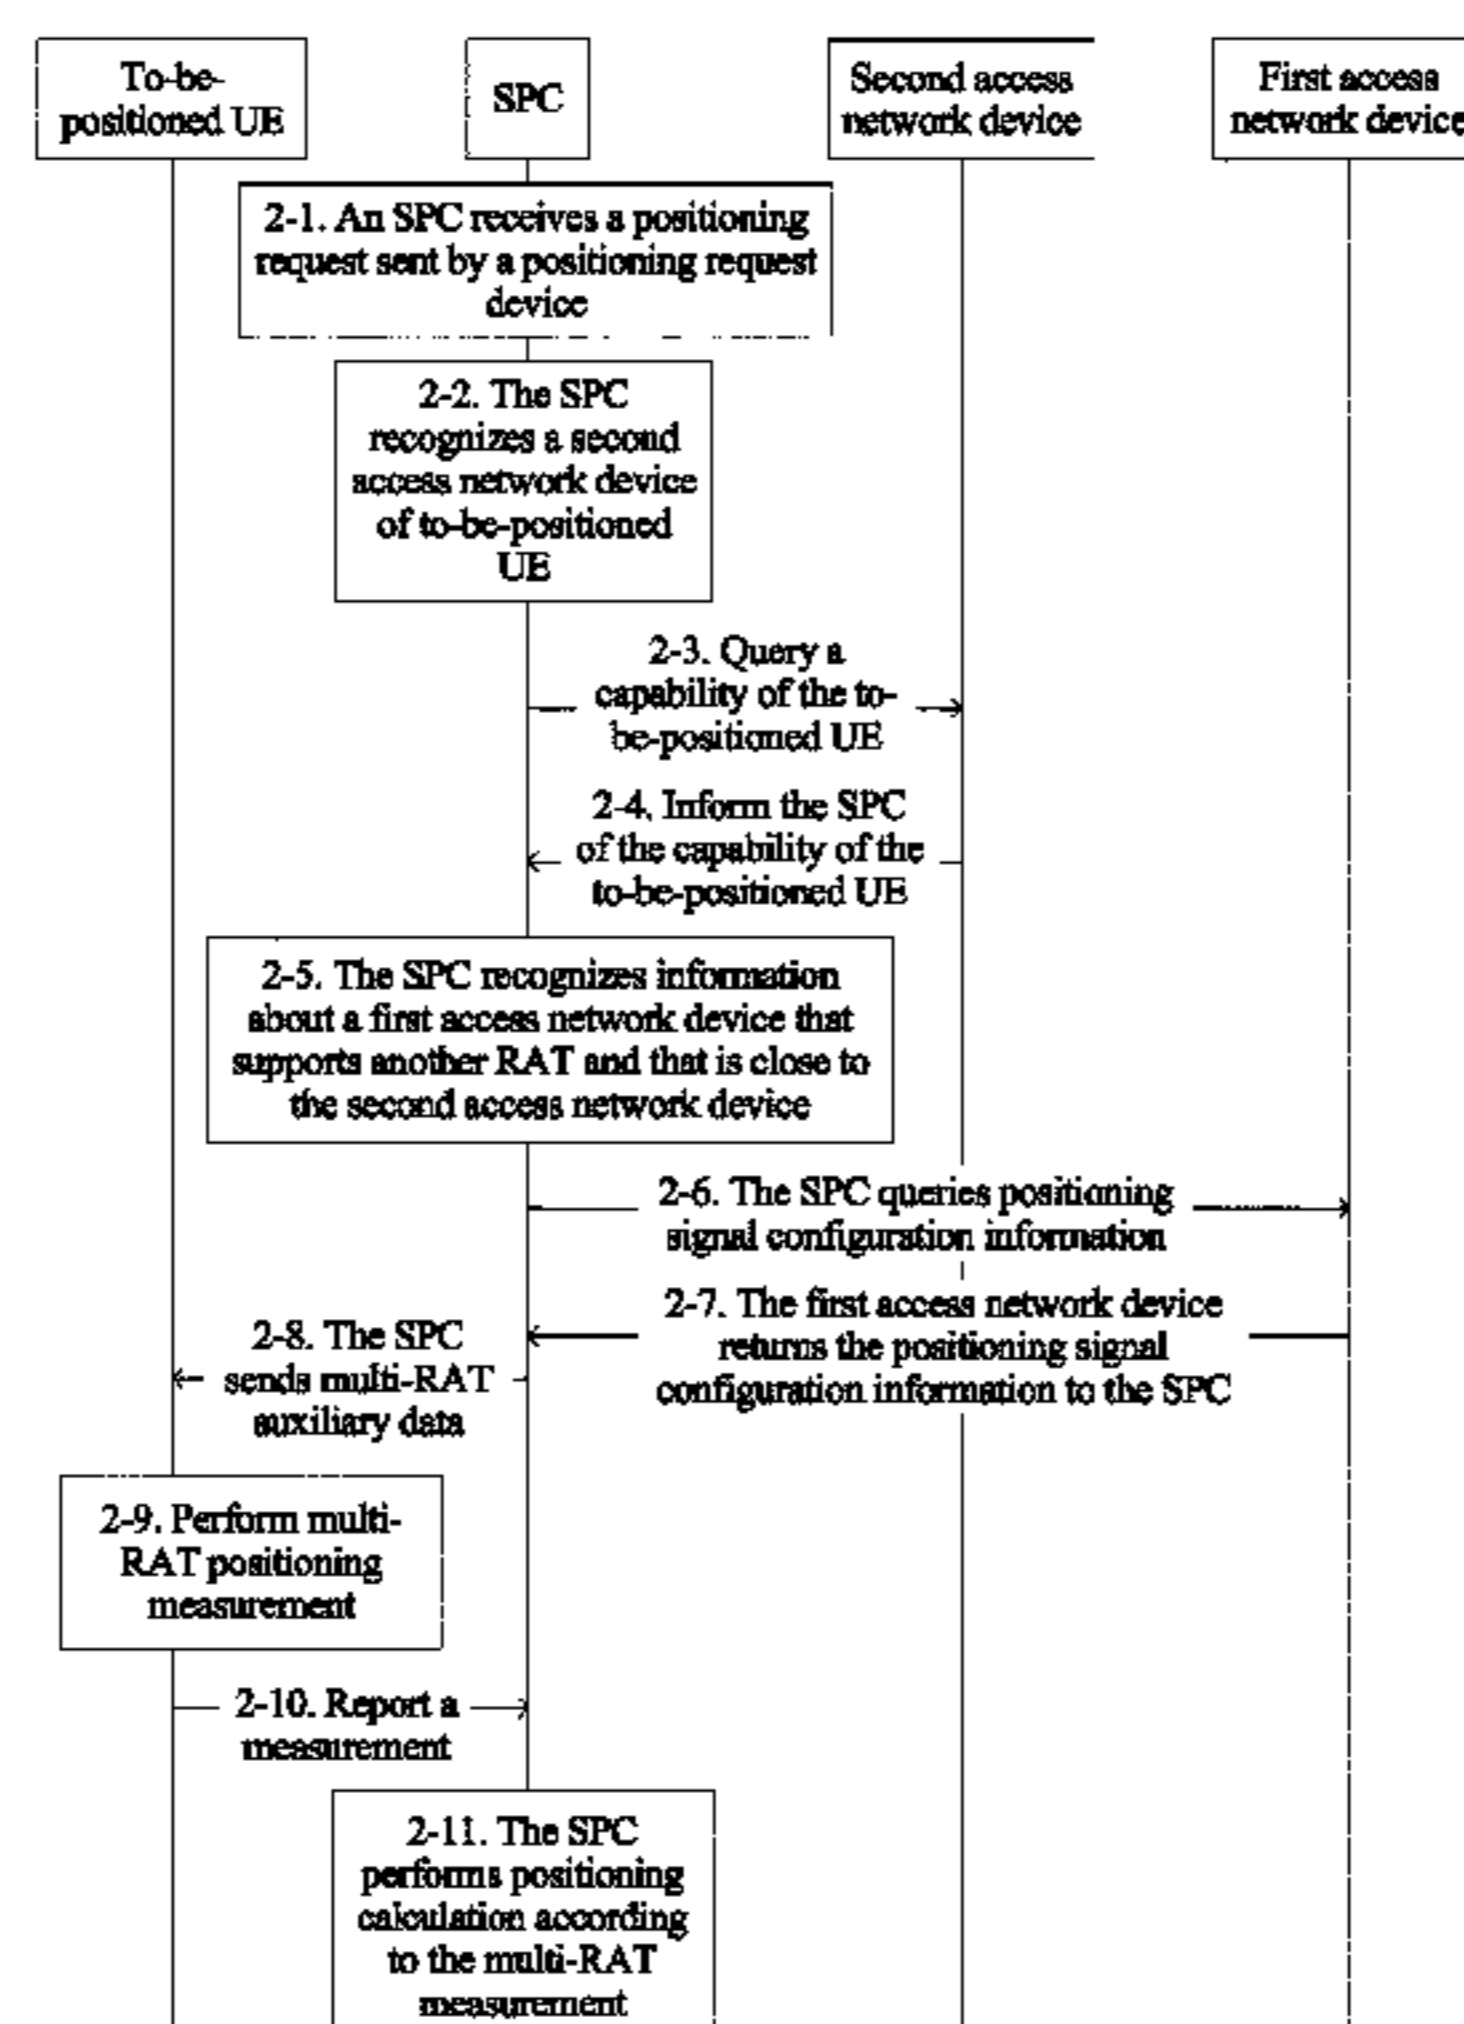 To-be-
positioned UE
SPC
Second access
network device
First access
network device
2-1. An SPC receives a positioning
request sent by a positioning request
device
2-2. The SPC
recognizes a second
access network device
of to-be-positioned
UE
2-3. Query a
capability of the to-
be-positioned UE
2-4. Inform the SPC
of the capability of the
to-be-positioned UE
2-5. The SPC recognizes information
about a first access network device that
supports another RAT and that is close to
the second access network device
2-6. The SPC queries positioning
signal configuration information
2-7. The first access network device
returns the positioning signal
configuration information to the SPC
2-8. The SPC
sends multi-RAT
auxiliary data
2-9. Perform multi-
RAT positioning
measurement
2-10. Report a
measurement
2-11. The SPC
performs positioning
calculation according
to the multi-RAT
measurement